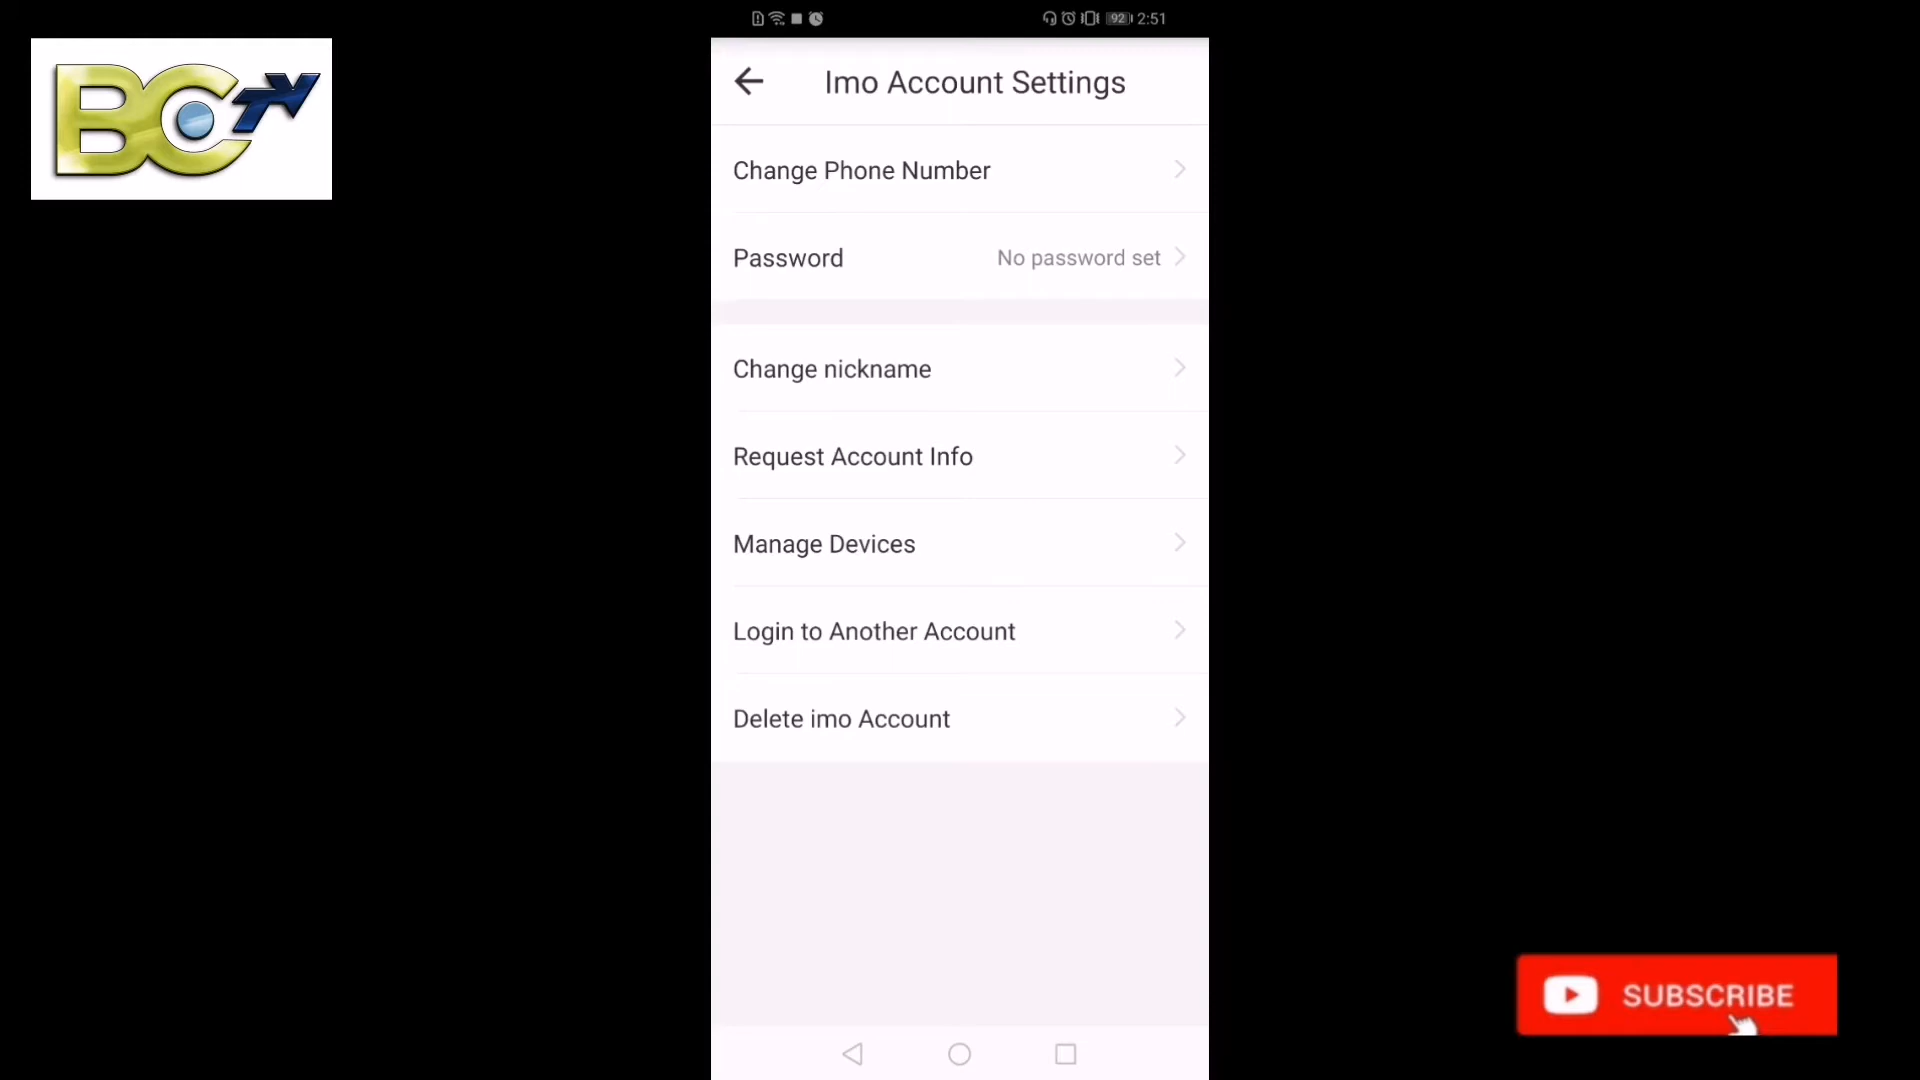 BC TV
92 2:51
Imo Account Settings
Change Phone Number
Password No password set
Change nickname
Request Account Info
Manage Devices
Login to Another Account
Delete imo Account
SUBSCRIBE